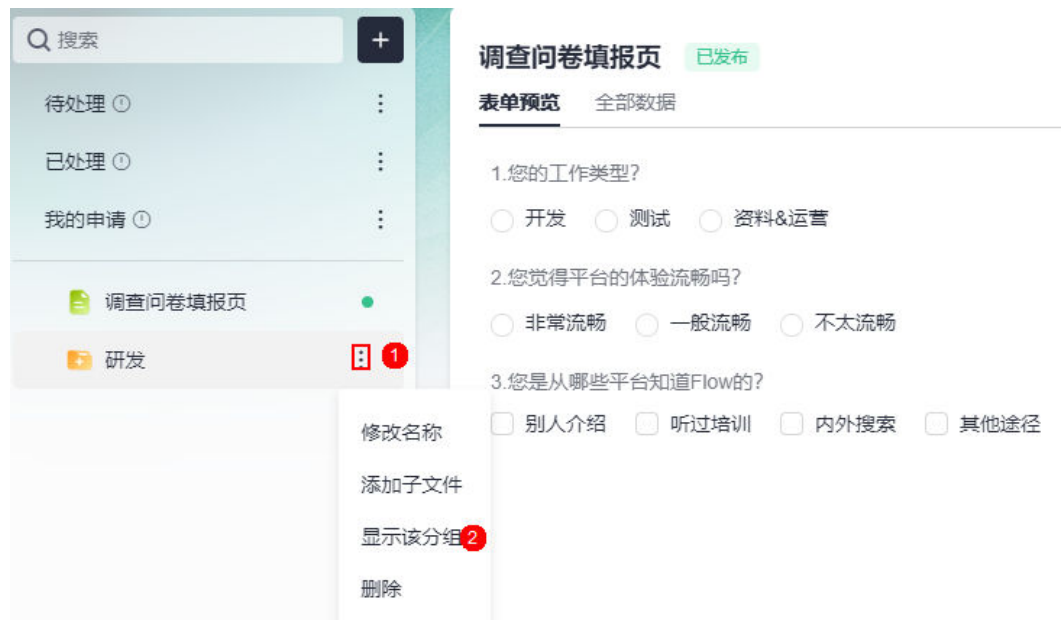 搜索
+
待处理
已处理
我的申请
调查问卷填报页
研发
1
修改名称
添加子文件
显示该分组 2
删除
调查问卷填报页 已发布
表单预览 全部数据
1.您的工作类型?
开发 测试 资料&运营
2.您觉得平台的体验流畅吗?
非常流畅 一般流畅 不太流畅
3.您是从哪些平台知道Flow的?
别人介绍 听过培训 内外搜索 其他途径